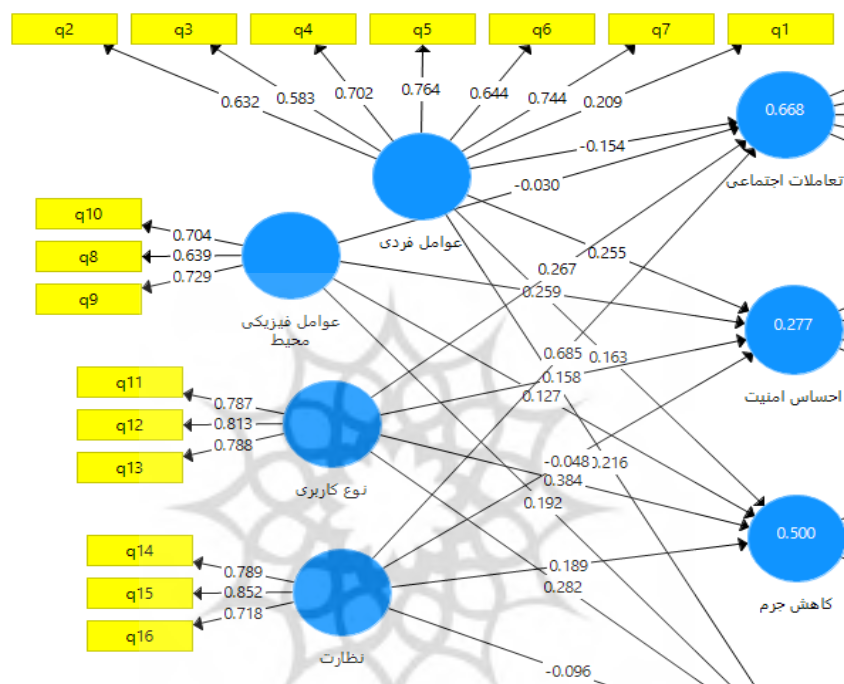 q2 q3 q4 q5 q6 q7 q1
0.632 0.583 0.702 0.764 0.644 0.744 0.209
0.668
تعاملات اجتماعی
-0.154
-0.030
عوامل فردی
q10
q8
q9
0.704
0.639
0.729
عوامل فیزیکی
محیط
0.255
0.267
0.259
0.277
احساس امنیت
0.685
0.163
0.158
0.127
q11
q12
q13
0.787
0.813
0.788
نوع کاربری
-0.048
0.216
0.384
0.192
0.500
کاهش جرم
q14
q15
q16
0.789
0.852
0.718
نظارت
0.189
0.282
-0.096